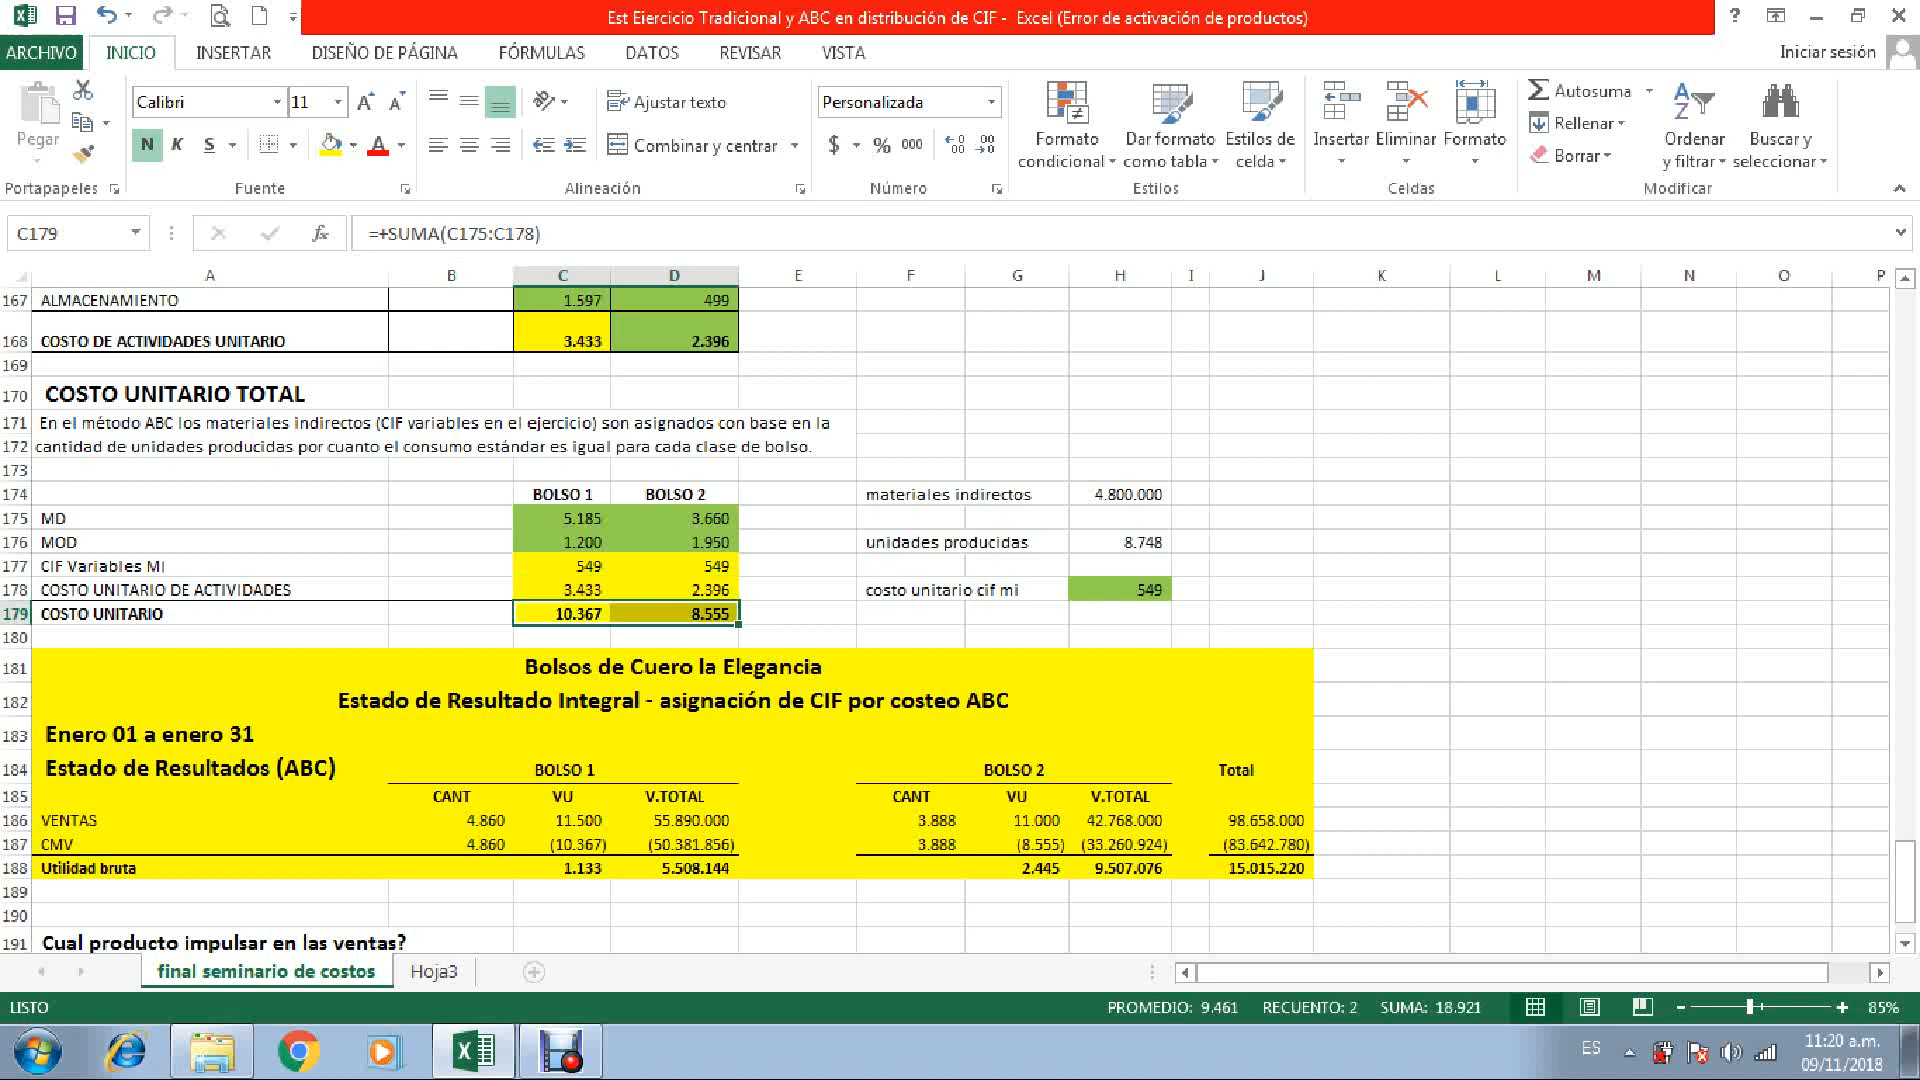 Est Eiercicio Tradicional y ABC en distribución de CIF - Excel (Error de activación de productos)
?
ARCHIVO INICIO INSERTAR DISEÑO DE PÁGINA FÓRMULAS DATOS REVISAR VISTA Iniciar sesión
Pegar
Calibri 11
N K S
Ajustar texto
Combinar y centrar
Personalizada
$ % 000
Formato condicional
Dar formato como tabla
Estilos de celda
Insertar Eliminar Formato
Autosuma
Rellenar
Borrar
Ordenar y filtrar
Buscar y seleccionar
Portapapeles Fuente Alineación Número Estilos Celdas Modificar
C179 fx =+SUMA(C175:C178)
A B C D E F G H I J K L M N O P
167 ALMACENAMIENTO 1.597 499
168 COSTO DE ACTIVIDADES UNITARIO 3.433 2.396
169
170 COSTO UNITARIO TOTAL
171 En el método ABC los materiales indirectos (CIF variables en el ejercicio) son asignados con base en la
172 cantidad de unidades producidas por cuanto el consumo estándar es igual para cada clase de bolso.
173
174 BOLSO 1 BOLSO 2 materiales indirectos 4.800.000
175 MD 5.185 3.660
176 MOD 1.200 1.950 unidades producidas 8.748
177 CIF Variables MI 549 549
178 COSTO UNITARIO DE ACTIVIDADES 3.433 2.396 costo unitario cif mi 549
179 COSTO UNITARIO 10.367 8.555
180
181 Bolsos de Cuero la Elegancia
182 Estado de Resultado Integral - asignación de CIF por costeo ABC
183 Enero 01 a enero 31
184 Estado de Resultados (ABC) BOLSO 1 BOLSO 2 Total
185 CANT VU V.TOTAL CANT VU V.TOTAL
186 VENTAS 4.860 11.500 55.890.000 3.888 11.000 42.768.000 98.658.000
187 CMV 4.860 (10.367) (50.381.856) 3.888 (8.555) (33.260.924) (83.642.780)
188 Utilidad bruta 1.133 5.508.144 2.445 9.507.076 15.015.220
189
190
191 Cual producto impulsar en las ventas?
final seminario de costos Hoja3
LISTO PROMEDIO: 9.461 RECUENTO: 2 SUMA: 18.921 85%
ES 11:20 a.m.
09/11/2018